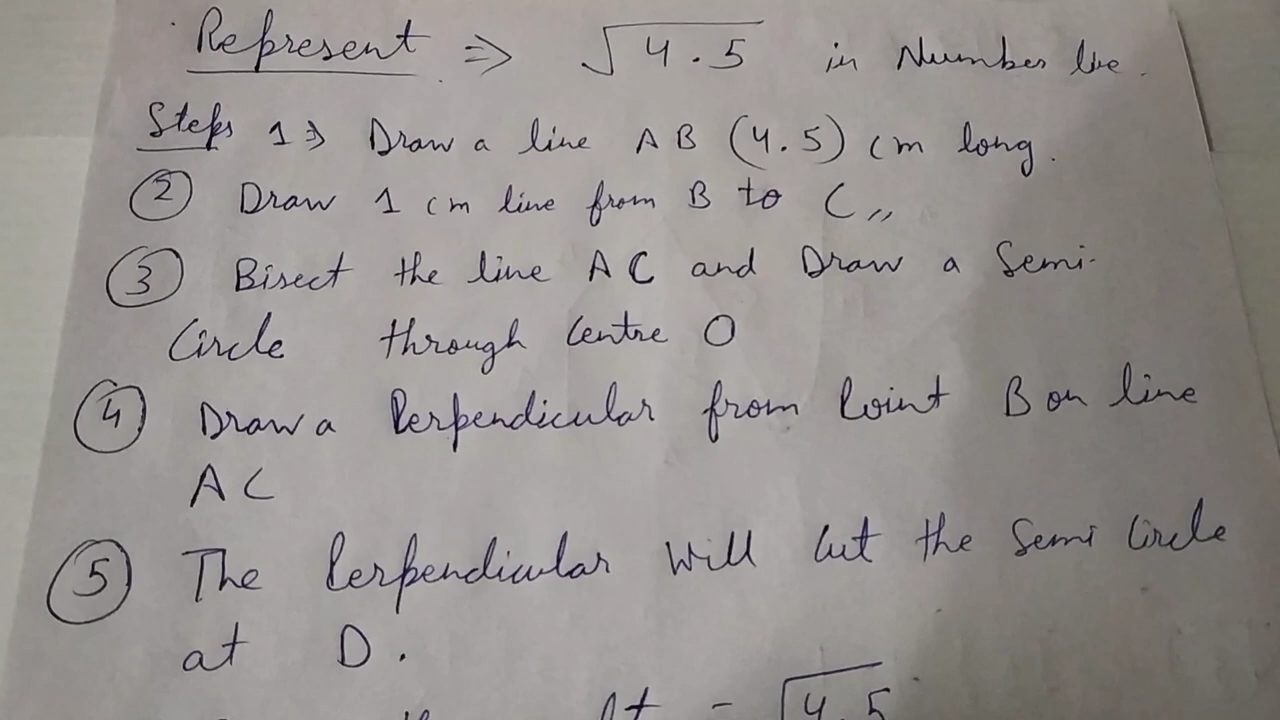 Represent ⇒ √4.5 in Number line.
Steps 1⇒ Draw a line AB (4.5) cm long.
② Draw 1 cm line from B to C,,
③ Bisect the line AC and Draw a Semi-
Circle through Centre O
④ Draw a Perpendicular from Point B on line
AC
⑤ The Perpendicular Will Cut the Semi Circle
at D.
= √4.5